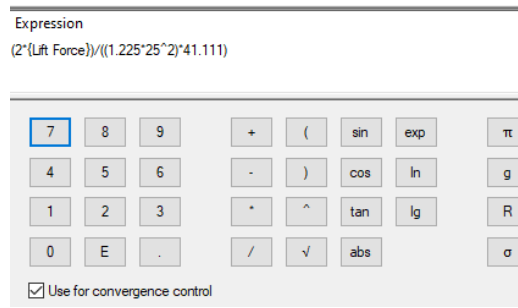 Expression
(2*{Lift Force})/((1.225*25^2)*41.111)
7 8 9 + ( sin exp π
4 5 6 - ) cos ln g
1 2 3 * ^ tan lg R
0 E . / √ abs σ
Use for convergence control